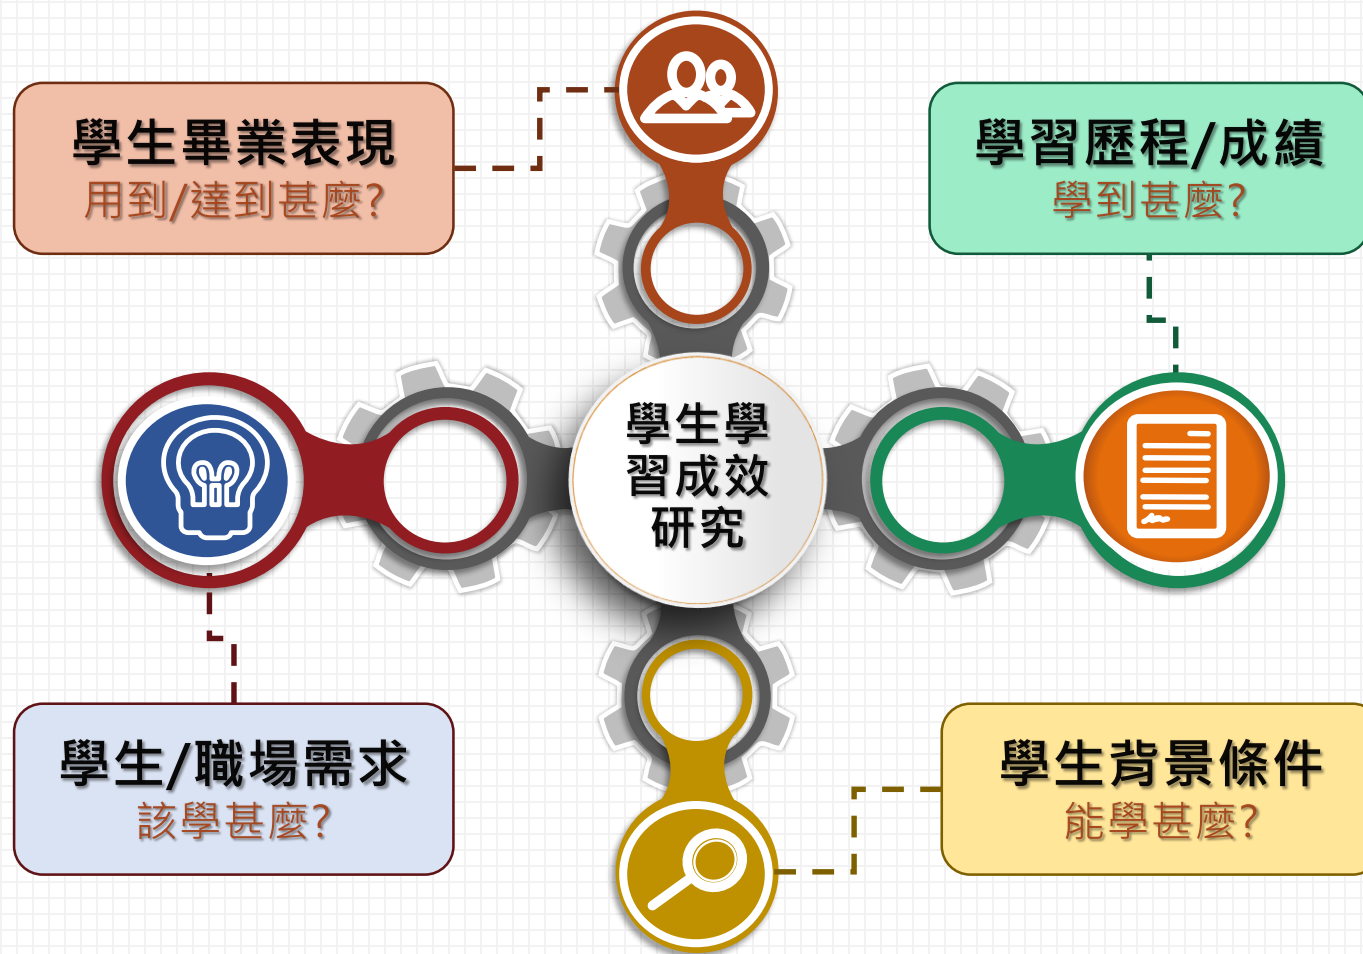 學生畢業表現
用到/達到甚麼?
學習歷程/成績
學到甚麼?
學生學
習成效
研究
學生/職場需求
該學甚麼?
學生背景條件
能學甚麼?